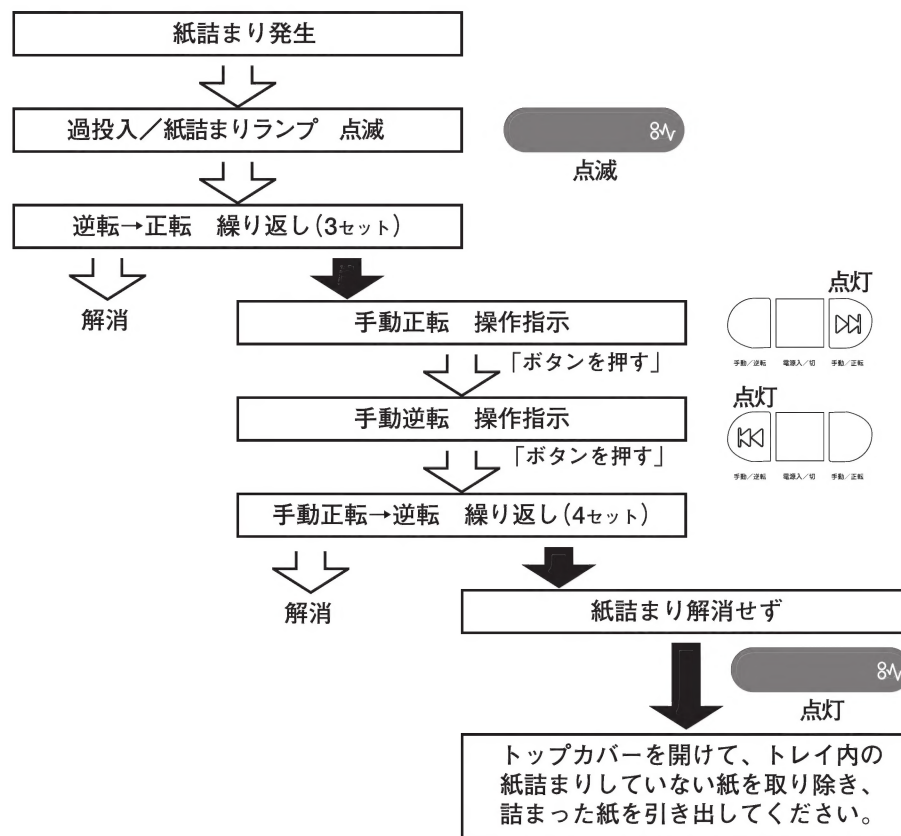 紙詰まり発生
過投入／紙詰まりランプ　点滅
点滅
逆転→正転　繰り返し（3セット）
解消
点灯
手動正転　操作指示
手動／逆転　電源入／切　手動／正転
「ボタンを押す」
点灯
手動逆転　操作指示
手動／逆転　電源入／切　手動／正転
「ボタンを押す」
手動正転→逆転　繰り返し（4セット）
解消
紙詰まり解消せず
点灯
トップカバーを開けて、トレイ内の
紙詰まりしていない紙を取り除き、
詰まった紙を引き出してください。